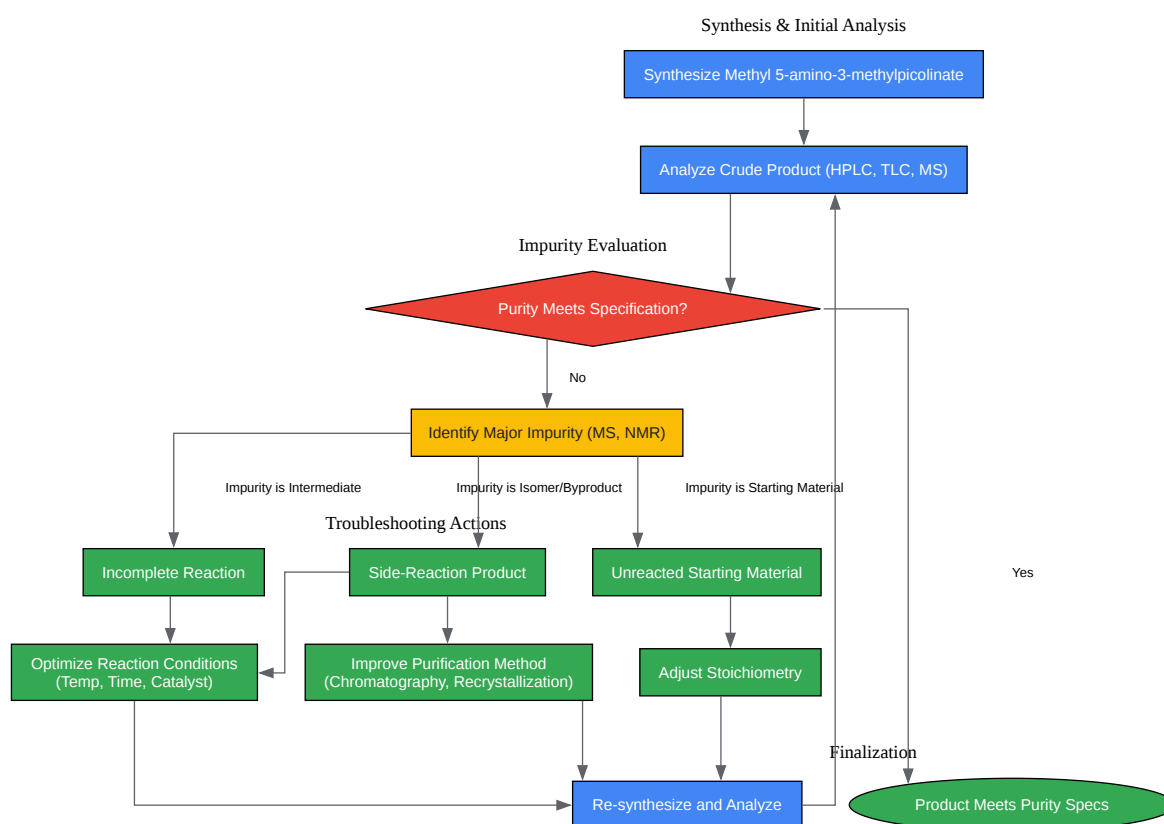 Synthesis & Initial Analysis
Synthesize Methyl 5-amino-3-methylpicolinate
Analyze Crude Product (HPLC, TLC, MS)
Impurity Evaluation
Purity Meets Specification?
No
Identify Major Impurity (MS, NMR)
Impurity is Intermediate
Impurity is Isomer/Byproduct
Impurity is Starting Material
Troubleshooting Actions
Incomplete Reaction
Side-Reaction Product
Unreacted Starting Material
Yes
Optimize Reaction Conditions
(Temp, Time, Catalyst)
Improve Purification Method
(Chromatography, Recrystallization)
Adjust Stoichiometry
Finalization
Re-synthesize and Analyze
Product Meets Purity Specs